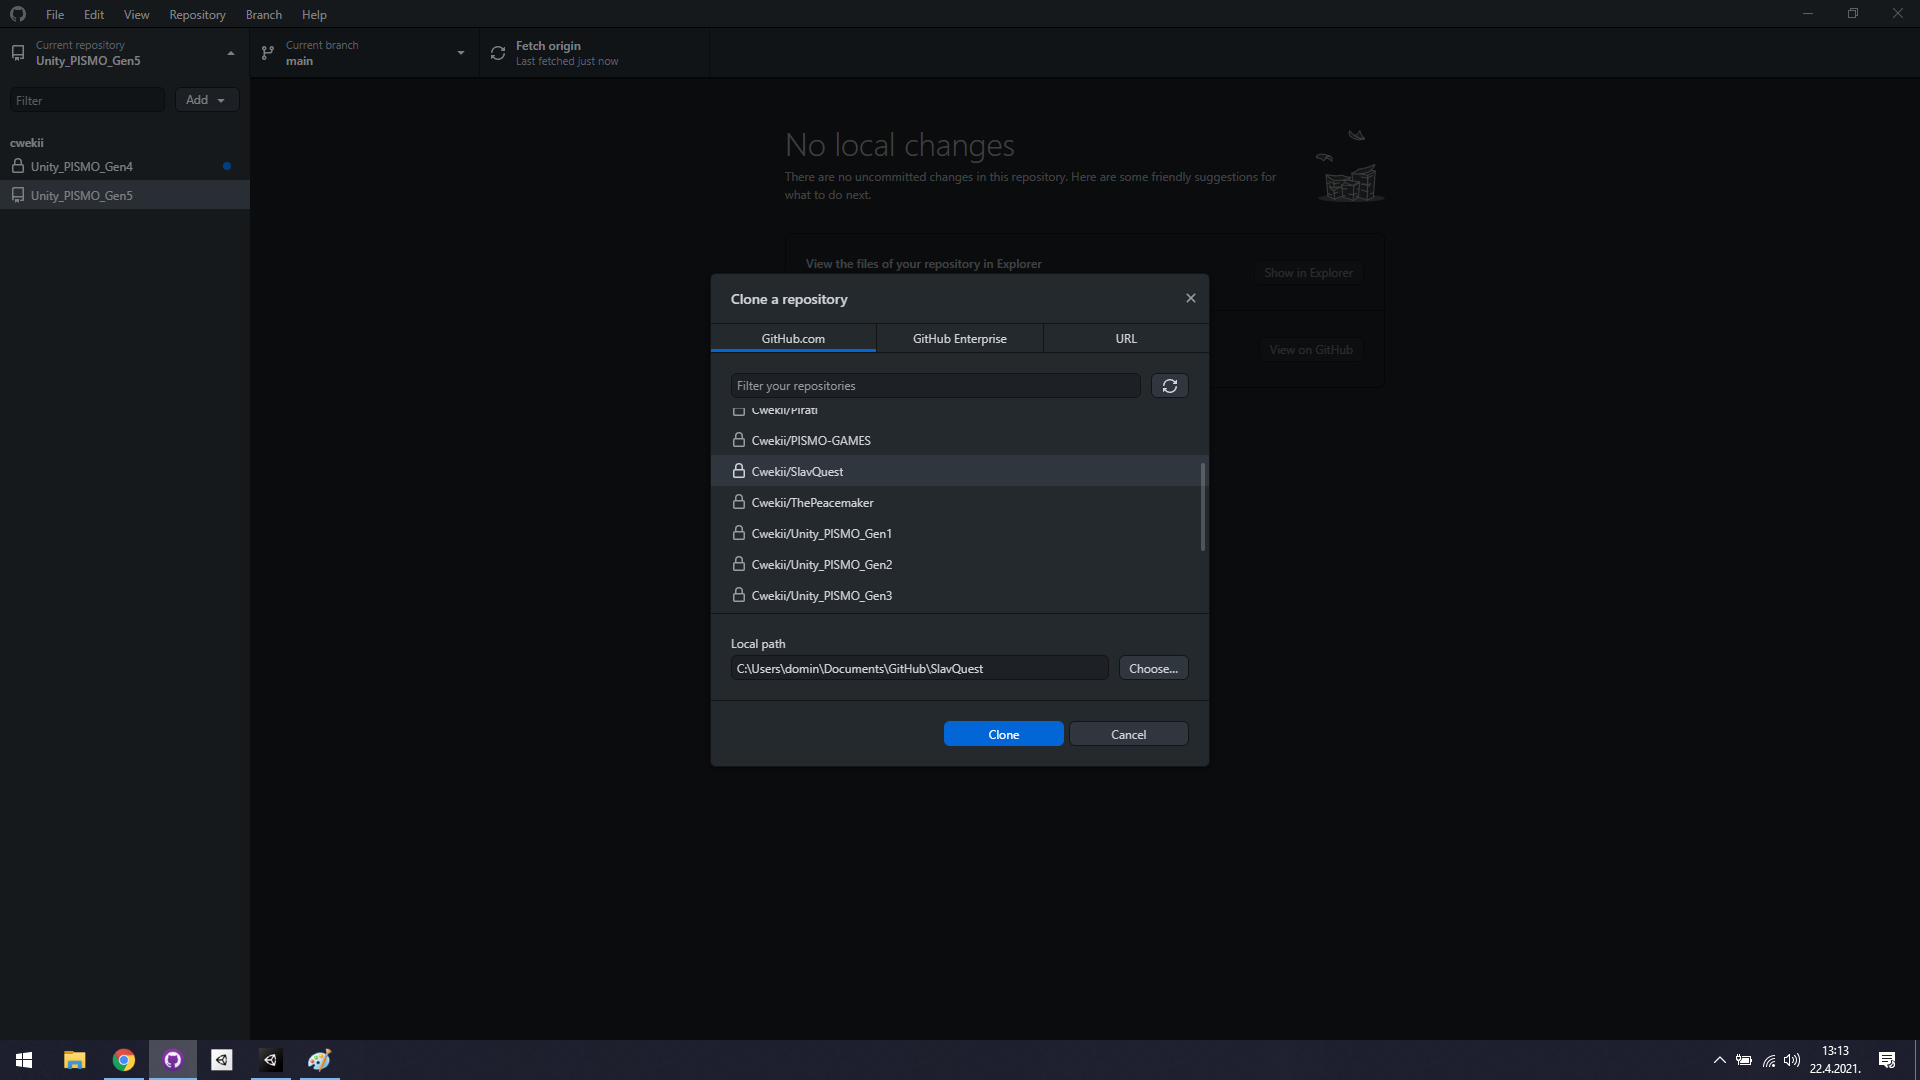 File Edit View Repository Branch Help
Current repository
Unity_PISMO_Gen5
Current branch
main
Fetch origin
Last fetched just now
Filter
Add
cwekii
Unity_PISMO_Gen4
Unity_PISMO_Gen5
No local changes
There are no uncommitted changes in this repository. Here are some friendly suggestions for
what to do next.
View the files of your repository in Explorer
Show in Explorer
View on GitHub
Clone a repository
GitHub.com GitHub Enterprise URL
Filter your repositories
Cwekii/Pirati
Cwekii/PISMO-GAMES
Cwekii/SlavQuest
Cwekii/ThePeacemaker
Cwekii/Unity_PISMO_Gen1
Cwekii/Unity_PISMO_Gen2
Cwekii/Unity_PISMO_Gen3
Local path
C:\Users\domin\Documents\GitHub\SlavQuest
Choose...
Clone Cancel
13:13
22.4.2021.